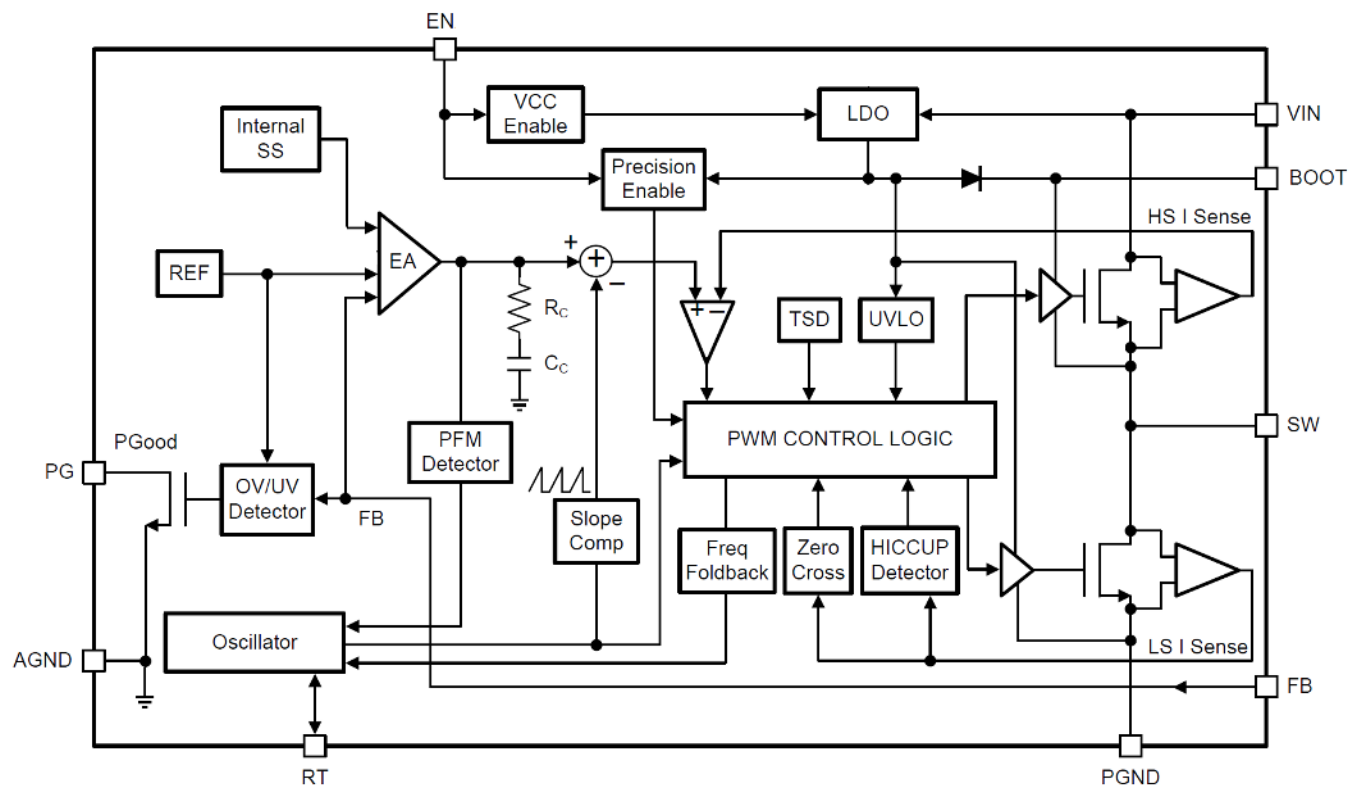 EN
VCC
Enable
LDO
VIN
Internal
SS
Precision
Enable
BOOT
HS I Sense
EA
REF
+
+
−
+ −
R_C
C_C
TSD
UVLO
PWM CONTROL LOGIC
SW
PGood
PG
OV/UV
Detector
FB
PFM
Detector
Slope
Comp
Freq
Foldback
Zero
Cross
HICCUP
Detector
Oscillator
AGND
LS I Sense
FB
RT
PGND